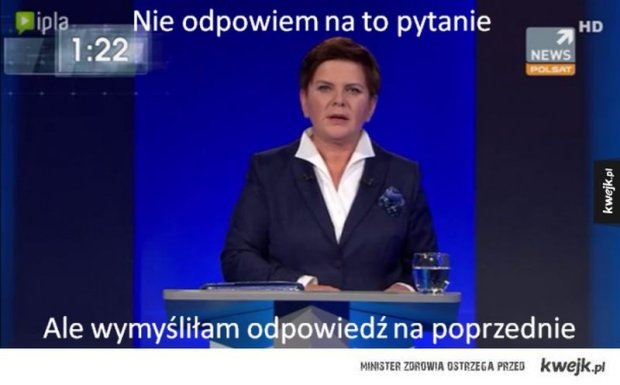 ipla
Nie odpowiem na to pytanie
HD
1:22
NEWS
POLSAT
kwejk.pl
Ale wymyśliłam odpowiedź na poprzednie
MINISTER ZDROWIA OSTRZEGA PRZED kwejk.pl